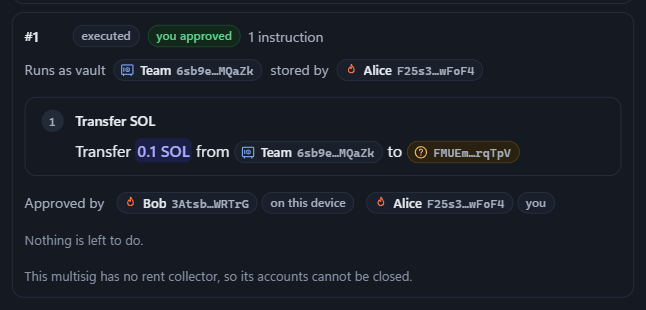 #1 executed you approved 1 instruction
Runs as vault Team 6sb9e…MQaZk stored by Alice F25s3…wFoF4
1 Transfer SOL
Transfer 0.1 SOL from Team 6sb9e…MQaZk to FMUEm…rqTpV
Approved by Bob 3Atsb…WRTrG on this device Alice F25s3…wFoF4 you
Nothing is left to do.
This multisig has no rent collector, so its accounts cannot be closed.